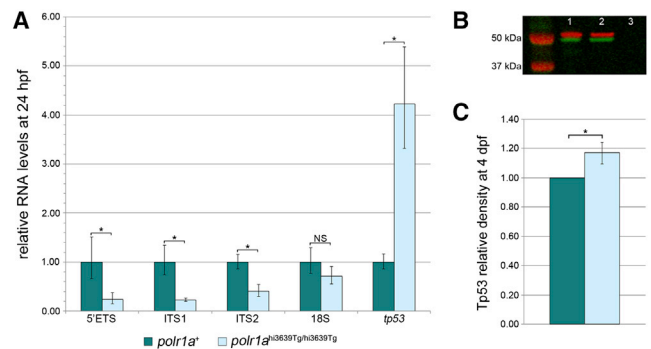 A
relative RNA levels at 24 hpf
6.00
5.00
4.00
3.00
2.00
1.00
0.00
*
*
*
NS
*
5'ETS
ITS1
ITS2
18S
tp53
polr1a+
polr1ahi3639Tg/hi3639Tg
B
1 2 3
50 kDa
37 kDa
C
Tp53 relative density at 4 dpf
1.40
1.20
1.00
0.80
0.60
0.40
0.20
0.00
*